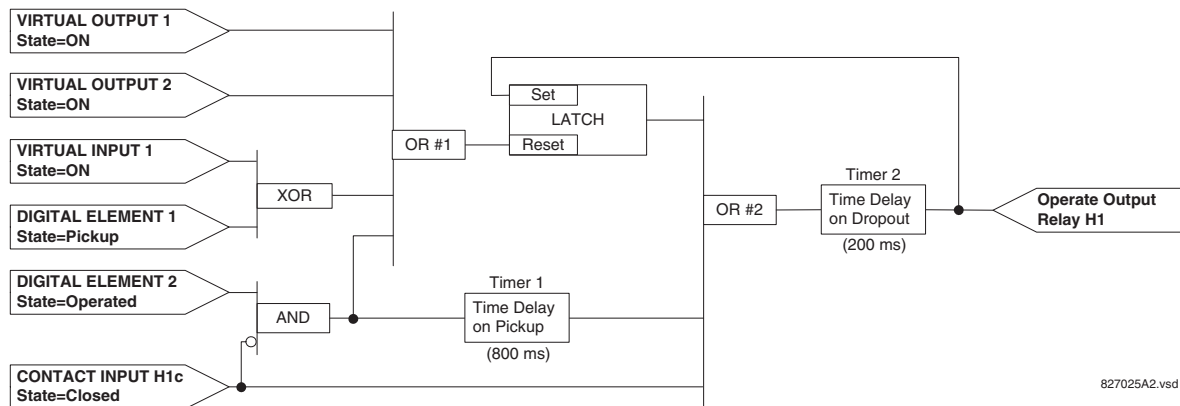 VIRTUAL OUTPUT 1
State=ON
VIRTUAL OUTPUT 2
State=ON
VIRTUAL INPUT 1
State=ON
DIGITAL ELEMENT 1
State=Pickup
DIGITAL ELEMENT 2
State=Operated
CONTACT INPUT H1c
State=Closed
XOR
AND
OR #1
Set
LATCH
Reset
Timer 1
Time Delay
on Pickup
(800 ms)
OR #2
Timer 2
Time Delay
on Dropout
(200 ms)
Operate Output
Relay H1
827025A2.vsd